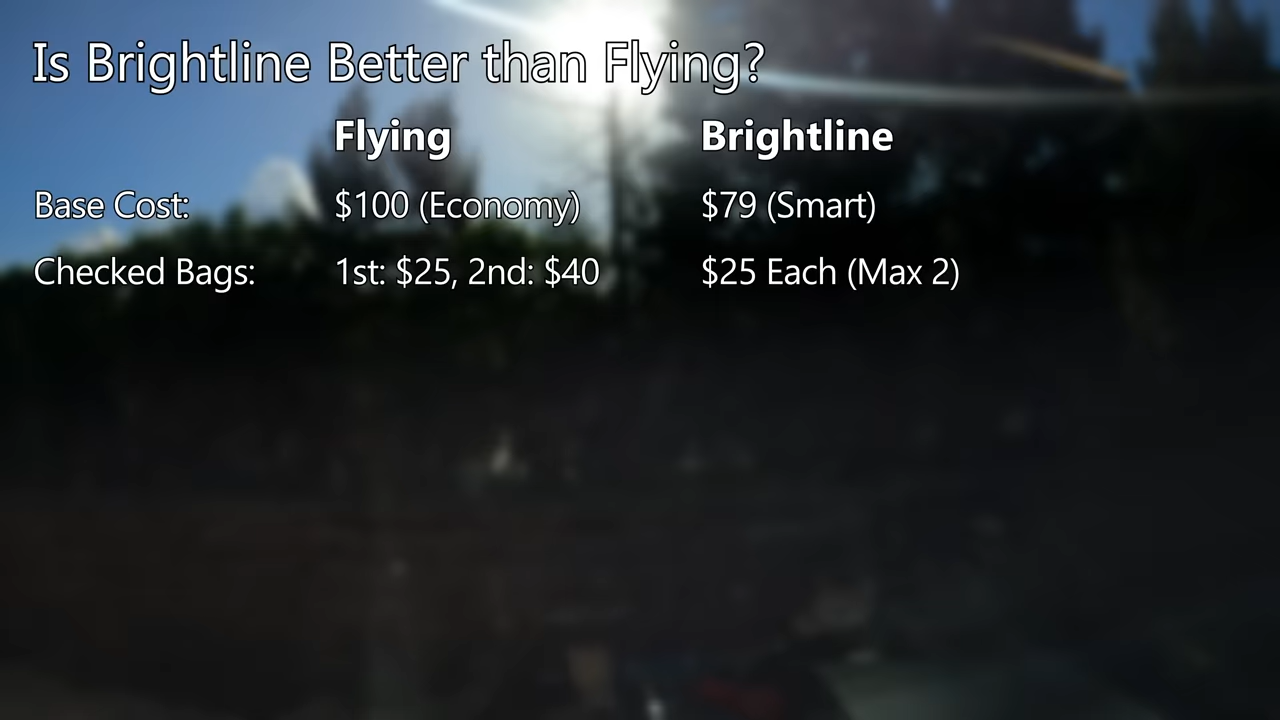 Is Brightline Better than Flying?
Flying Brightline
Base Cost: $100 (Economy) $79 (Smart)
Checked Bags: 1st: $25, 2nd: $40 $25 Each (Max 2)